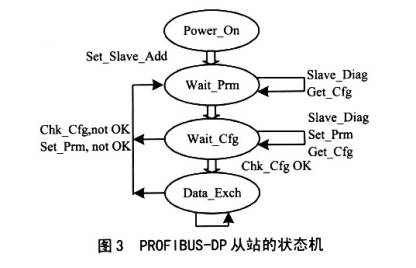 Power_On
Set_Slave_Add
Wait_Prm
Slave_Diag
Get_Cfg
Chk_Cfg,not OK
Set_Prm, not OK
Wait_Cfg
Slave_Diag
Set_Prm
Get_Cfg
Chk_Cfg OK
Data_Exch
图 3 PROFIBUS-DP 从站的状态机